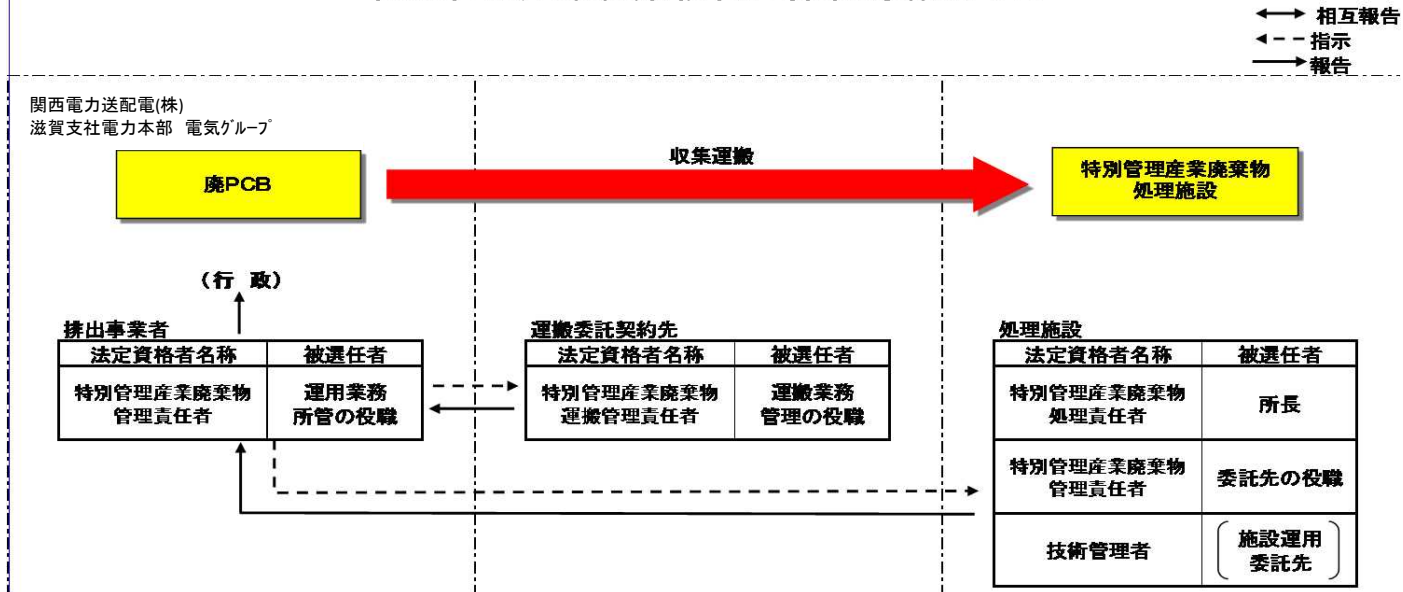 相互報告
指示
報告
関西電力送配電(株)
滋賀支社電力本部 電気ｸﾞﾙｰﾌﾟ
廃PCB
収集運搬
特別管理産業廃棄物
処理施設
(行 政)
排出事業者
法定資格者名称 被選任者
特別管理産業廃棄物
管理責任者
運用業務
所管の役職
運搬委託契約先
法定資格者名称 被選任者
特別管理産業廃棄物
運搬管理責任者
運搬業務
管理の役職
処理施設
法定資格者名称 被選任者
特別管理産業廃棄物
処理責任者
所長
特別管理産業廃棄物
管理責任者
委託先の役職
技術管理者
施設運用
委託先